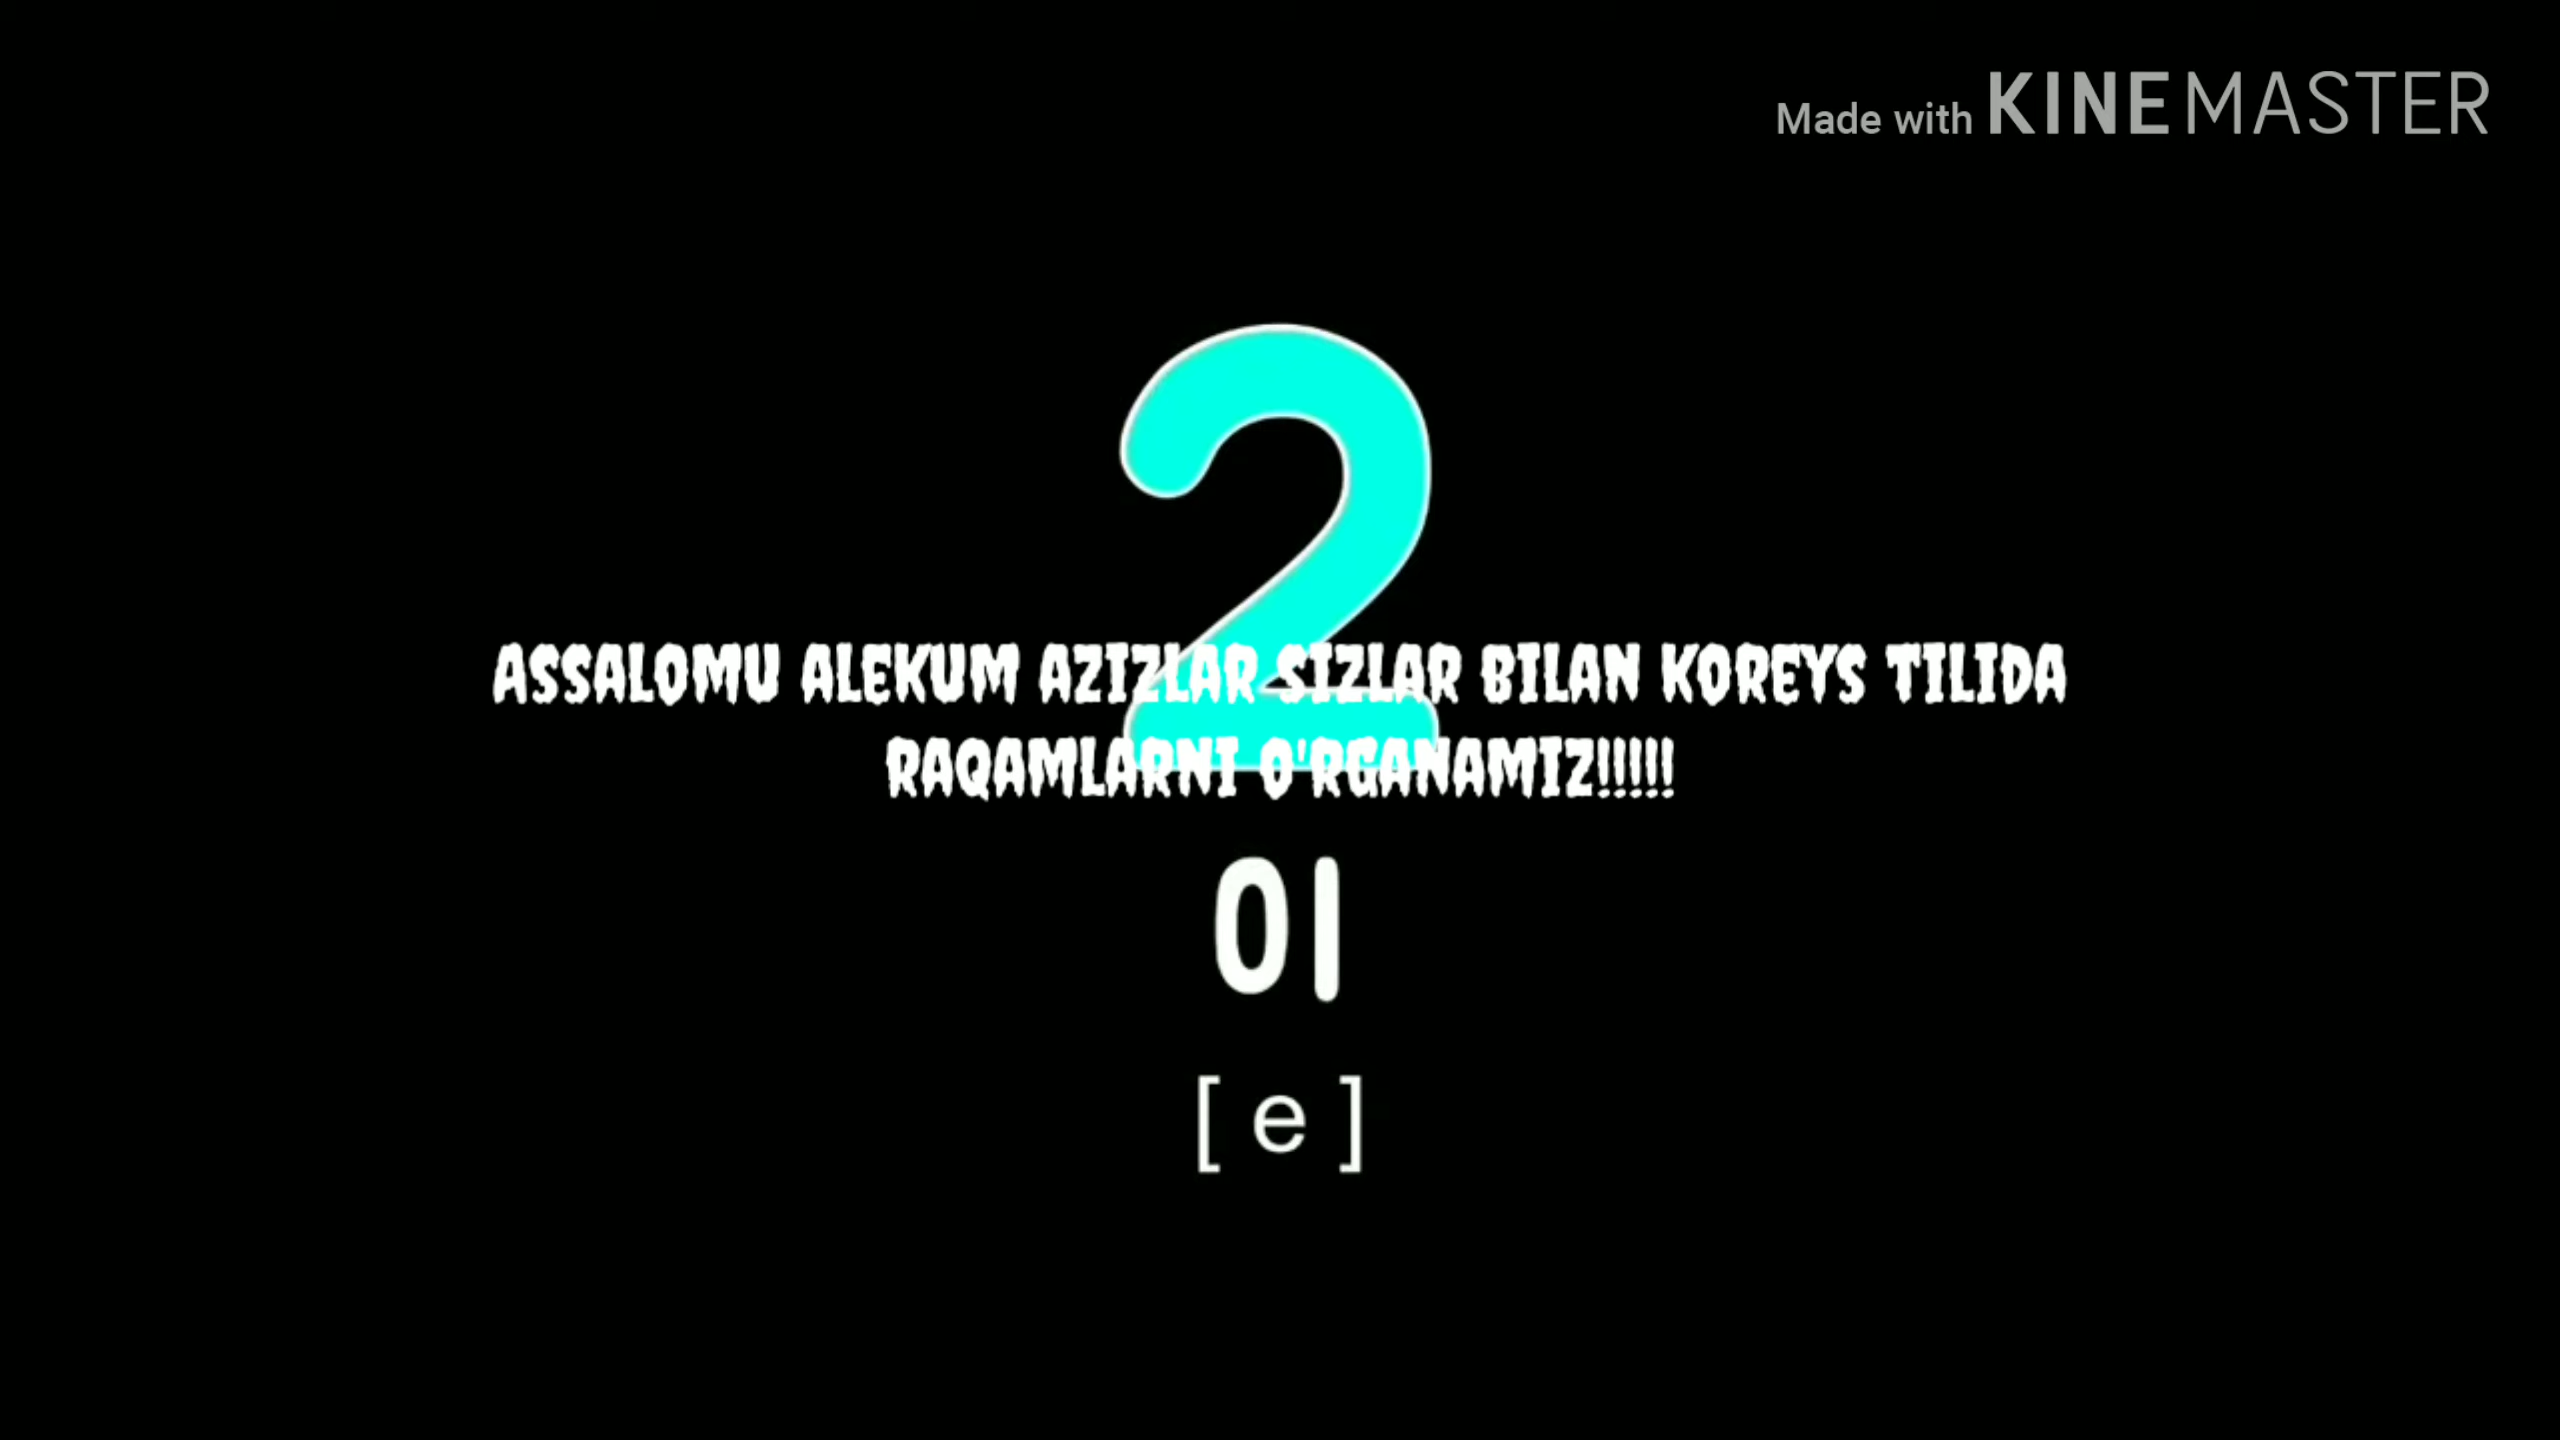 Made with KINEMASTER
2
ASSALOMU ALEKUM AZIZLAR SIZLAR BILAN KOREYS TILIDA
RAQAMLARNI O'RGANAMIZ!!!!!
이
[ e ]